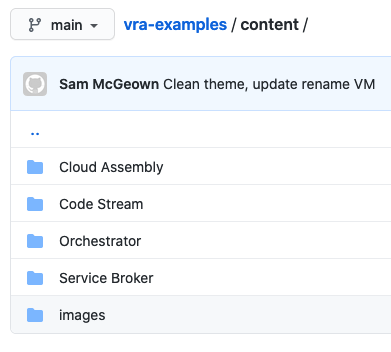 main vra-examples / content /
Sam McGeown Clean theme, update rename VM
..
Cloud Assembly
Code Stream
Orchestrator
Service Broker
images